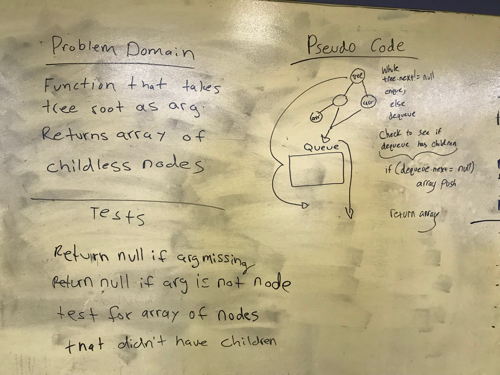 Problem Domain
Function that takes
tree root as arg.
Returns array of
childless nodes
Tests
Return null if arg missing
Return null if arg is not node
test for array of nodes
that didn't have children
Pseudo Code
tree
curr
Queue
While
tree.next != null
else
dequeue
Check to see if
dequeue has children
if (dequeue.next = null)
array push
return array